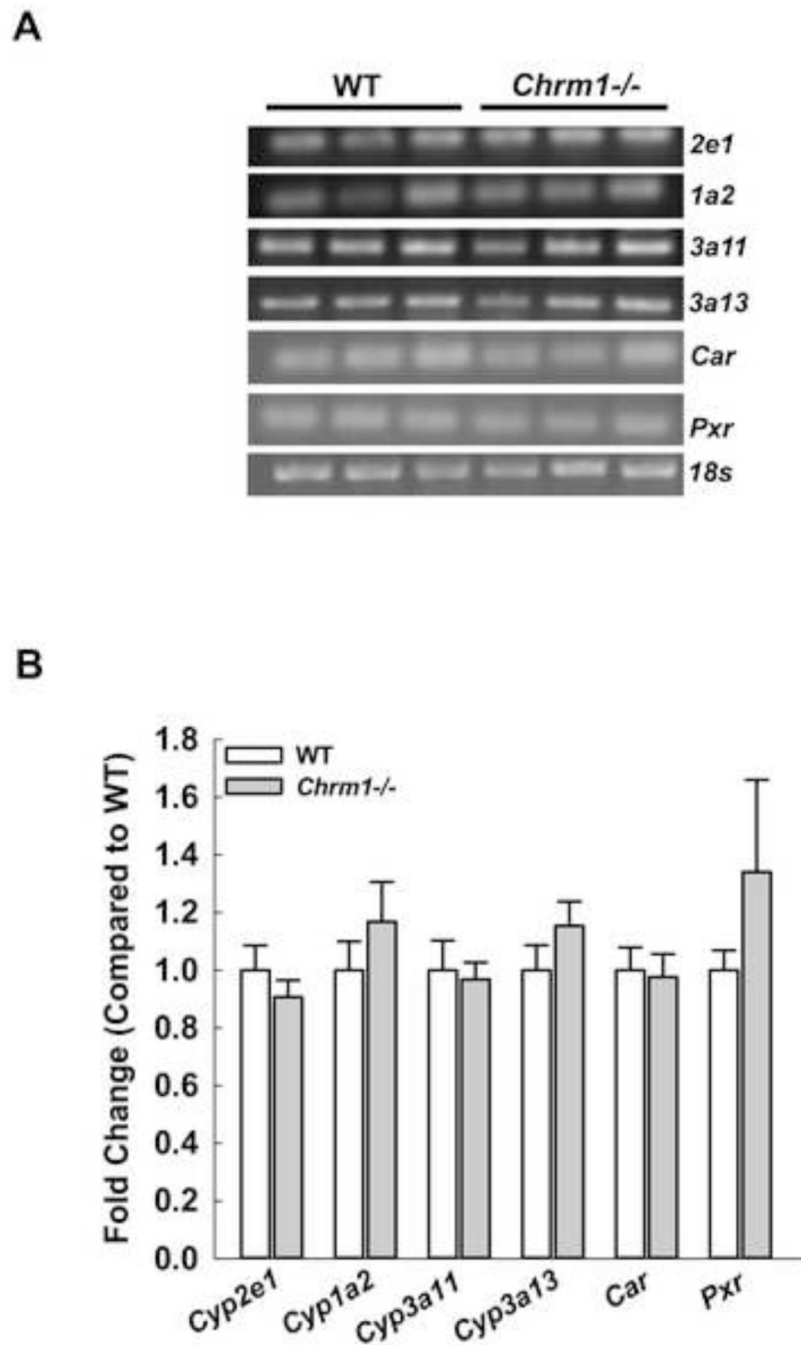 A
WT Chrm1-/-
2e1
1a2
3a11
3a13
Car
Pxr
18s
B
Fold Change (Compared to WT)
1.8
1.6
1.4
1.2
1.0
0.8
0.6
0.4
0.2
0.0
WT
Chrm1-/-
Cyp2e1 Cyp1a2 Cyp3a11 Cyp3a13 Car Pxr